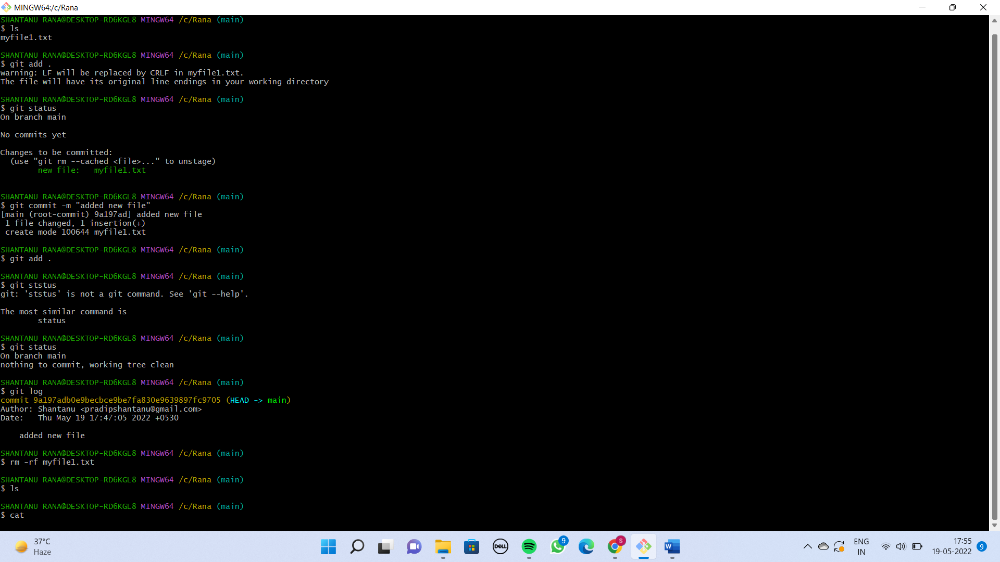 MINGW64:/c/Rana
SHANTANU RANA@DESKTOP-RD6KGL8 MINGW64 /c/Rana (main)
$ ls
myfile1.txt
SHANTANU RANA@DESKTOP-RD6KGL8 MINGW64 /c/Rana (main)
$ git add .
warning: LF will be replaced by CRLF in myfile1.txt.
The file will have its original line endings in your working directory
SHANTANU RANA@DESKTOP-RD6KGL8 MINGW64 /c/Rana (main)
$ git status
On branch main
No commits yet
Changes to be committed:
  (use "git rm --cached <file>..." to unstage)
        new file:   myfile1.txt
SHANTANU RANA@DESKTOP-RD6KGL8 MINGW64 /c/Rana (main)
$ git commit -m "added new file"
[main (root-commit) 9a197ad] added new file
 1 file changed, 1 insertion(+)
 create mode 100644 myfile1.txt
SHANTANU RANA@DESKTOP-RD6KGL8 MINGW64 /c/Rana (main)
$ git add .
SHANTANU RANA@DESKTOP-RD6KGL8 MINGW64 /c/Rana (main)
$ git ststus
git: 'ststus' is not a git command. See 'git --help'.
The most similar command is
        status
SHANTANU RANA@DESKTOP-RD6KGL8 MINGW64 /c/Rana (main)
$ git status
On branch main
nothing to commit, working tree clean
SHANTANU RANA@DESKTOP-RD6KGL8 MINGW64 /c/Rana (main)
$ git log
commit 9a197adb0e9becbce9be7fa830e9639897fc9705 (HEAD -> main)
Author: Shantanu <pradipshantanu@gmail.com>
Date:   Thu May 19 17:47:05 2022 +0530
    added new file
SHANTANU RANA@DESKTOP-RD6KGL8 MINGW64 /c/Rana (main)
$ rm -rf myfile1.txt
SHANTANU RANA@DESKTOP-RD6KGL8 MINGW64 /c/Rana (main)
$ ls
SHANTANU RANA@DESKTOP-RD6KGL8 MINGW64 /c/Rana (main)
$ cat
37°C
Haze
DELL
9
S
W
ENG
IN
17:55
19-05-2022
9